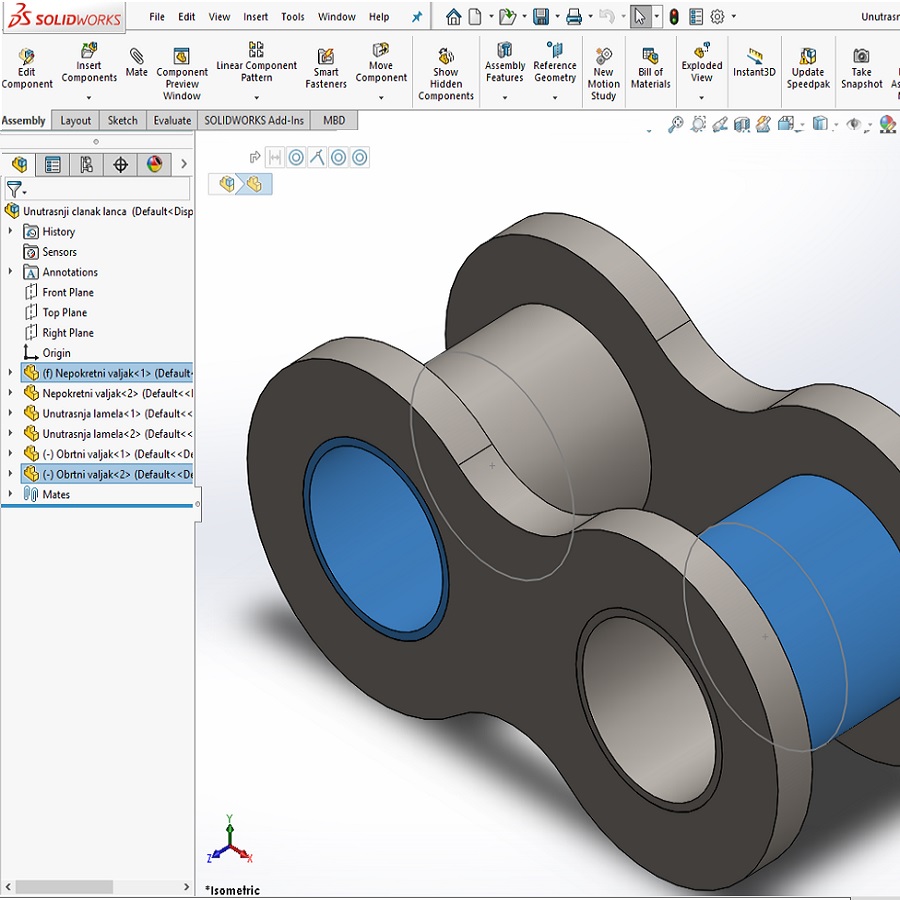 SOLIDWORKS File Edit View Insert Tools Window Help Unutrasn
Edit Component
Insert Components
Mate
Component Preview Window
Linear Component Pattern
Smart Fasteners
Move Component
Show Hidden Components
Assembly Features
Reference Geometry
New Motion Study
Bill of Materials
Exploded View
Instant3D
Update Speedpak
Take Snapshot
Assembly Layout Sketch Evaluate SOLIDWORKS Add-Ins MBD
Unutrasnji clanak lanca (Default<Disp
History
Sensors
Annotations
Front Plane
Top Plane
Right Plane
Origin
(f) Nepokretni valjak<1> (Default<
Nepokretni valjak<2> (Default<<
Unutrasnja lamela<1> (Default<<
Unutrasnja lamela<2> (Default<<
(-) Obrtni valjak<1> (Default<<De
(-) Obrtni valjak<2> (Default<<De
Mates
Y
Z X
*Isometric